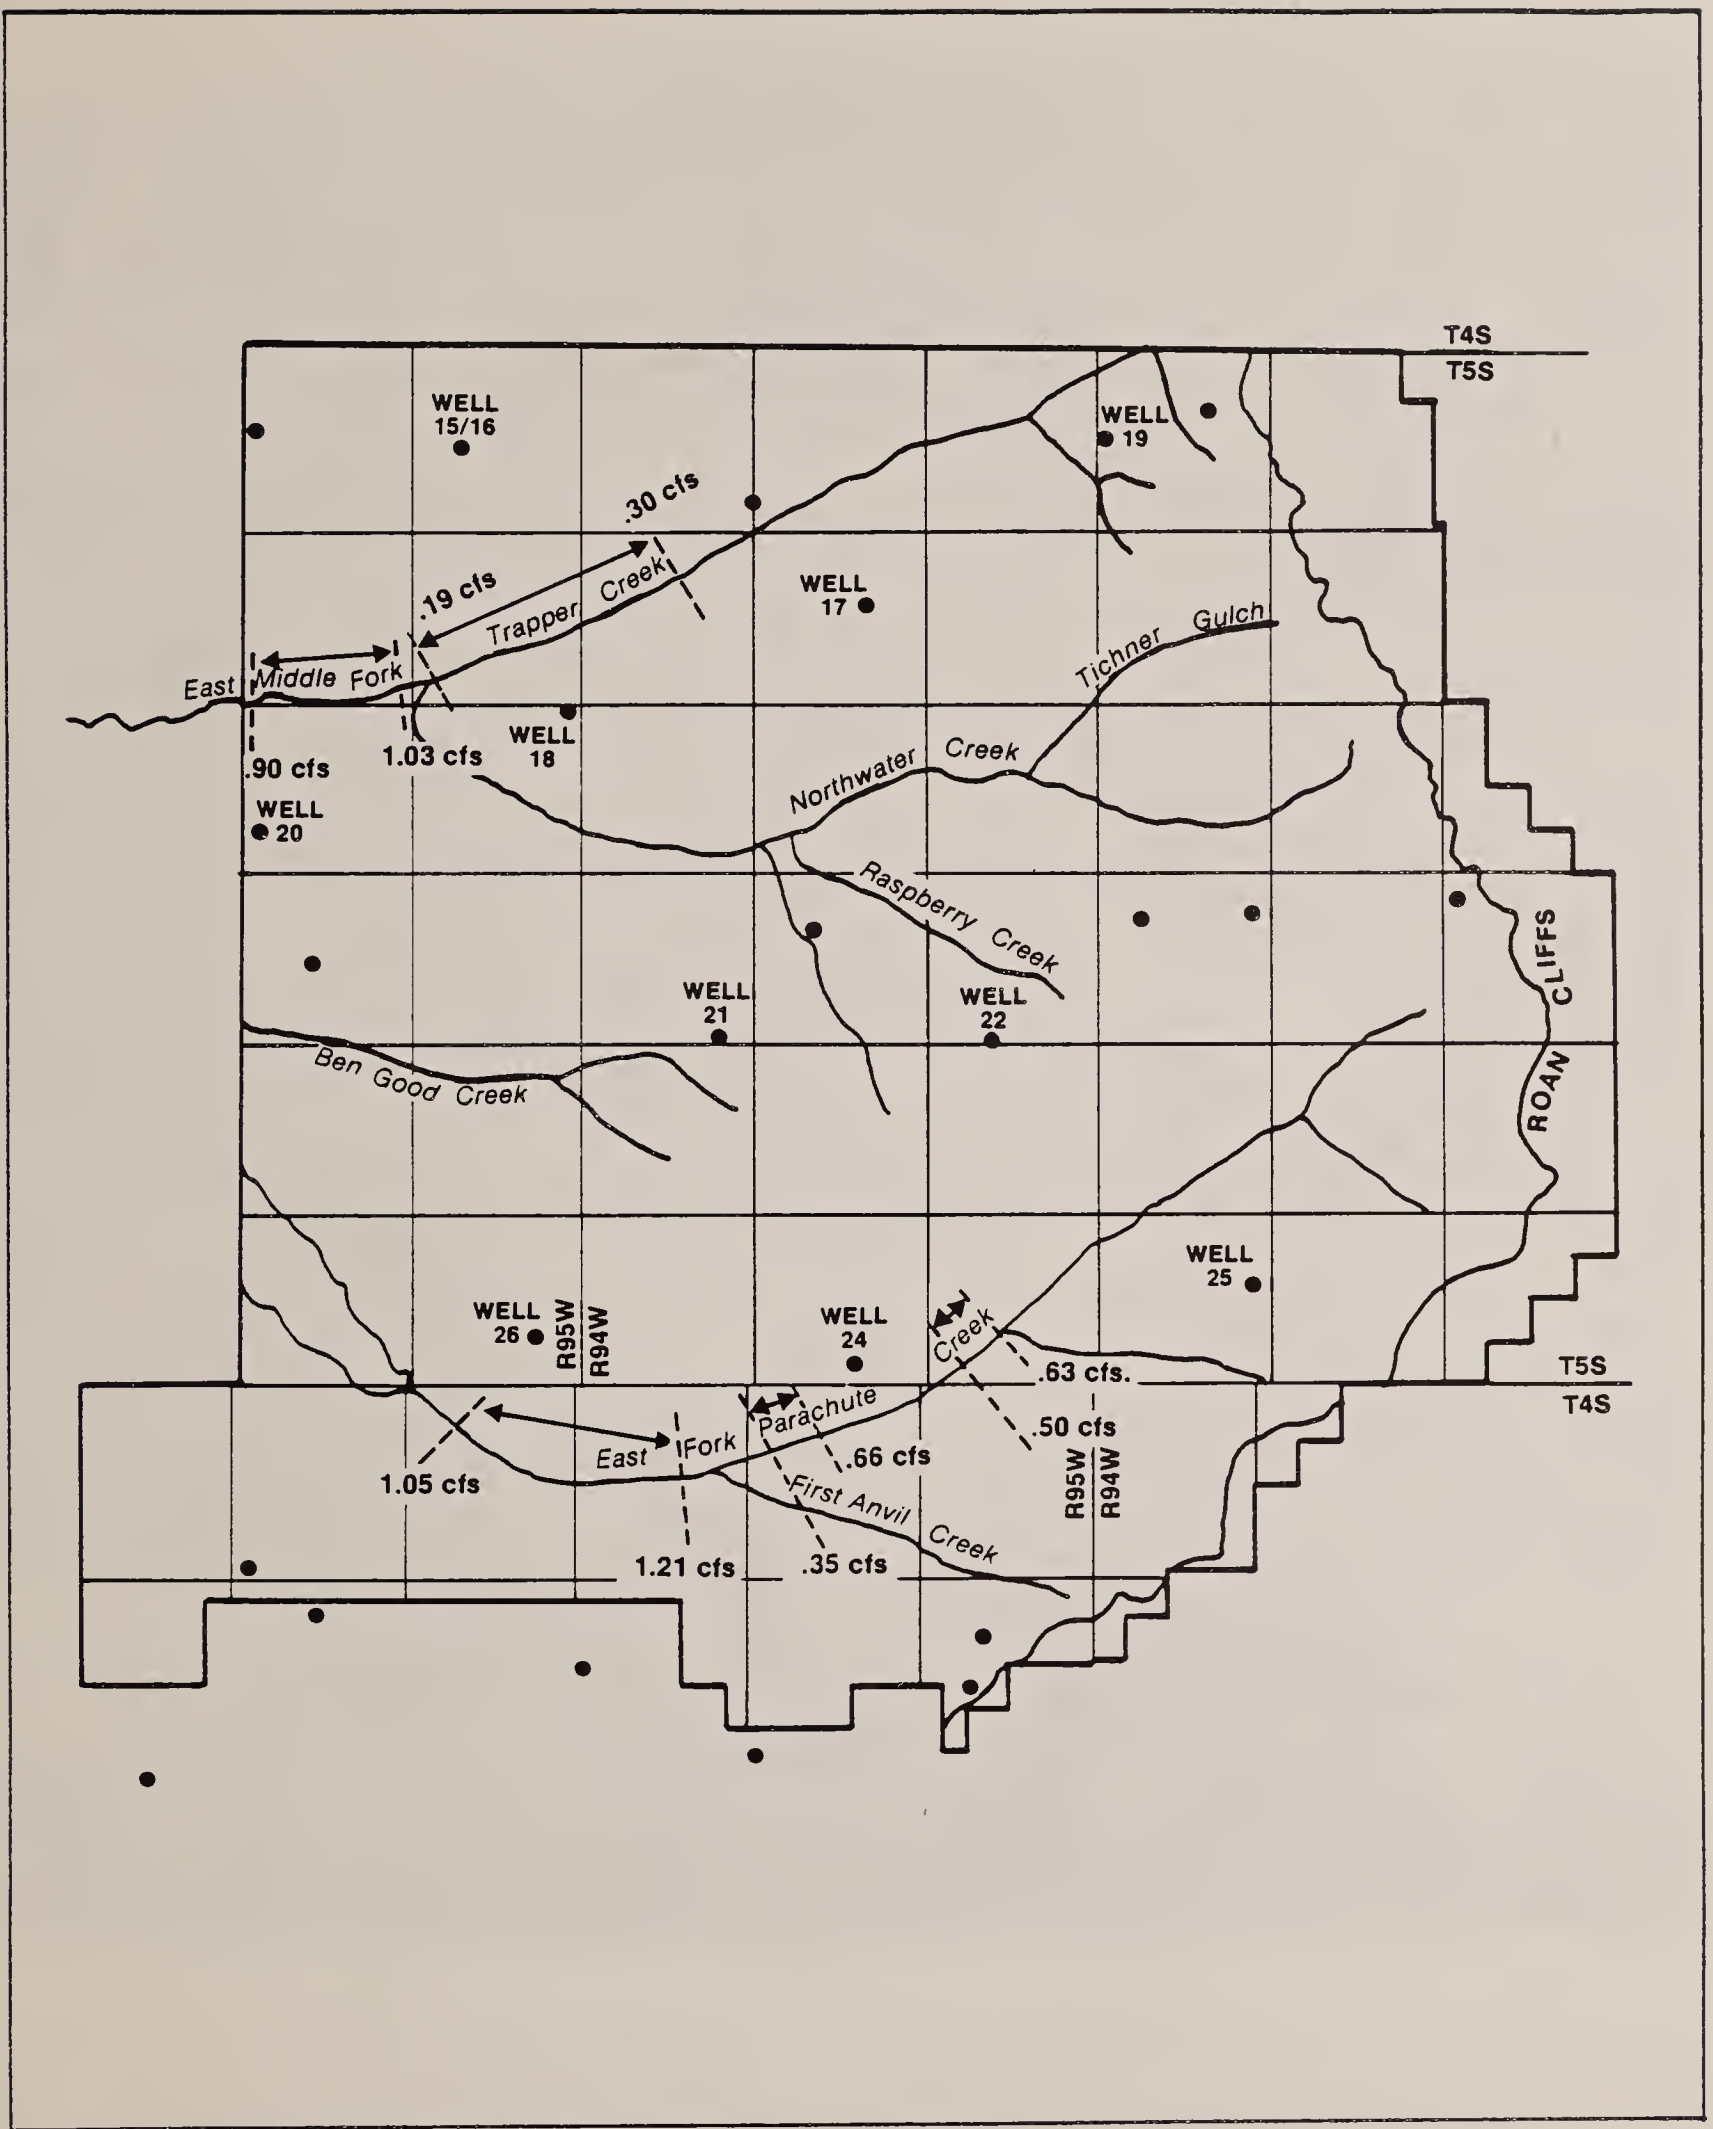 T4S
T5S
WELL
15/16
WELL
19
.30 cfs
WELL
17
.19 cfs
Trapper Creek
Tichner Gulch
East Middle Fork
.90 cfs
1.03 cfs
WELL
18
Northwater Creek
WELL
20
Raspberry Creek
CLIFFS
ROAN
WELL
21
WELL
22
Ben Good Creek
WELL
25
WELL
26
R95W
R94W
WELL
24
.63 cfs.
T5S
T4S
East Fork Parachute Creek
.50 cfs
.66 cfs
1.05 cfs
R95W
R94W
First Anvil Creek
1.21 cfs
.35 cfs